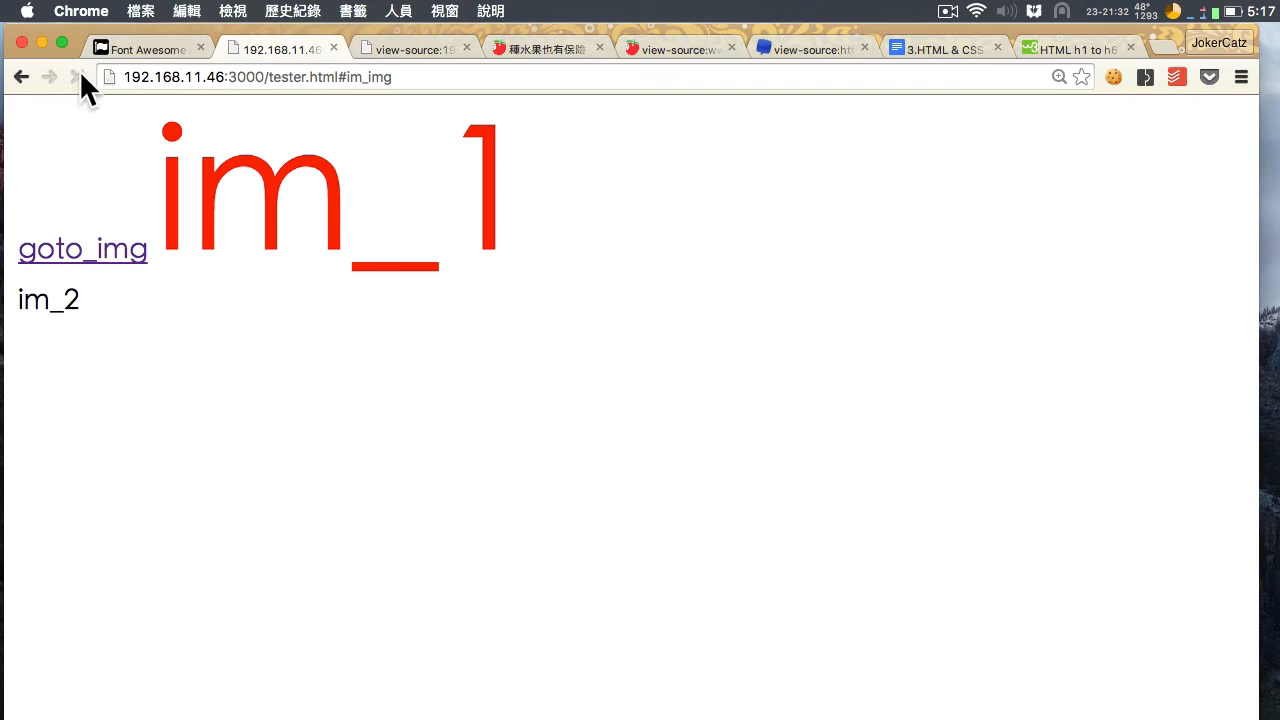 Chrome 檔案 編輯 檢視 歷史紀錄 書籤 人員 視窗 說明 23-21:32 48° 1293 5:17
Font Awesome 192.168.11.46 view-source:19 種水果也有保險 view-source:w view-source:htt 3.HTML & CSS HTML h1 to h6 JokerCatz
192.168.11.46:3000/tester.html#im_img
goto_img im_1
im_2